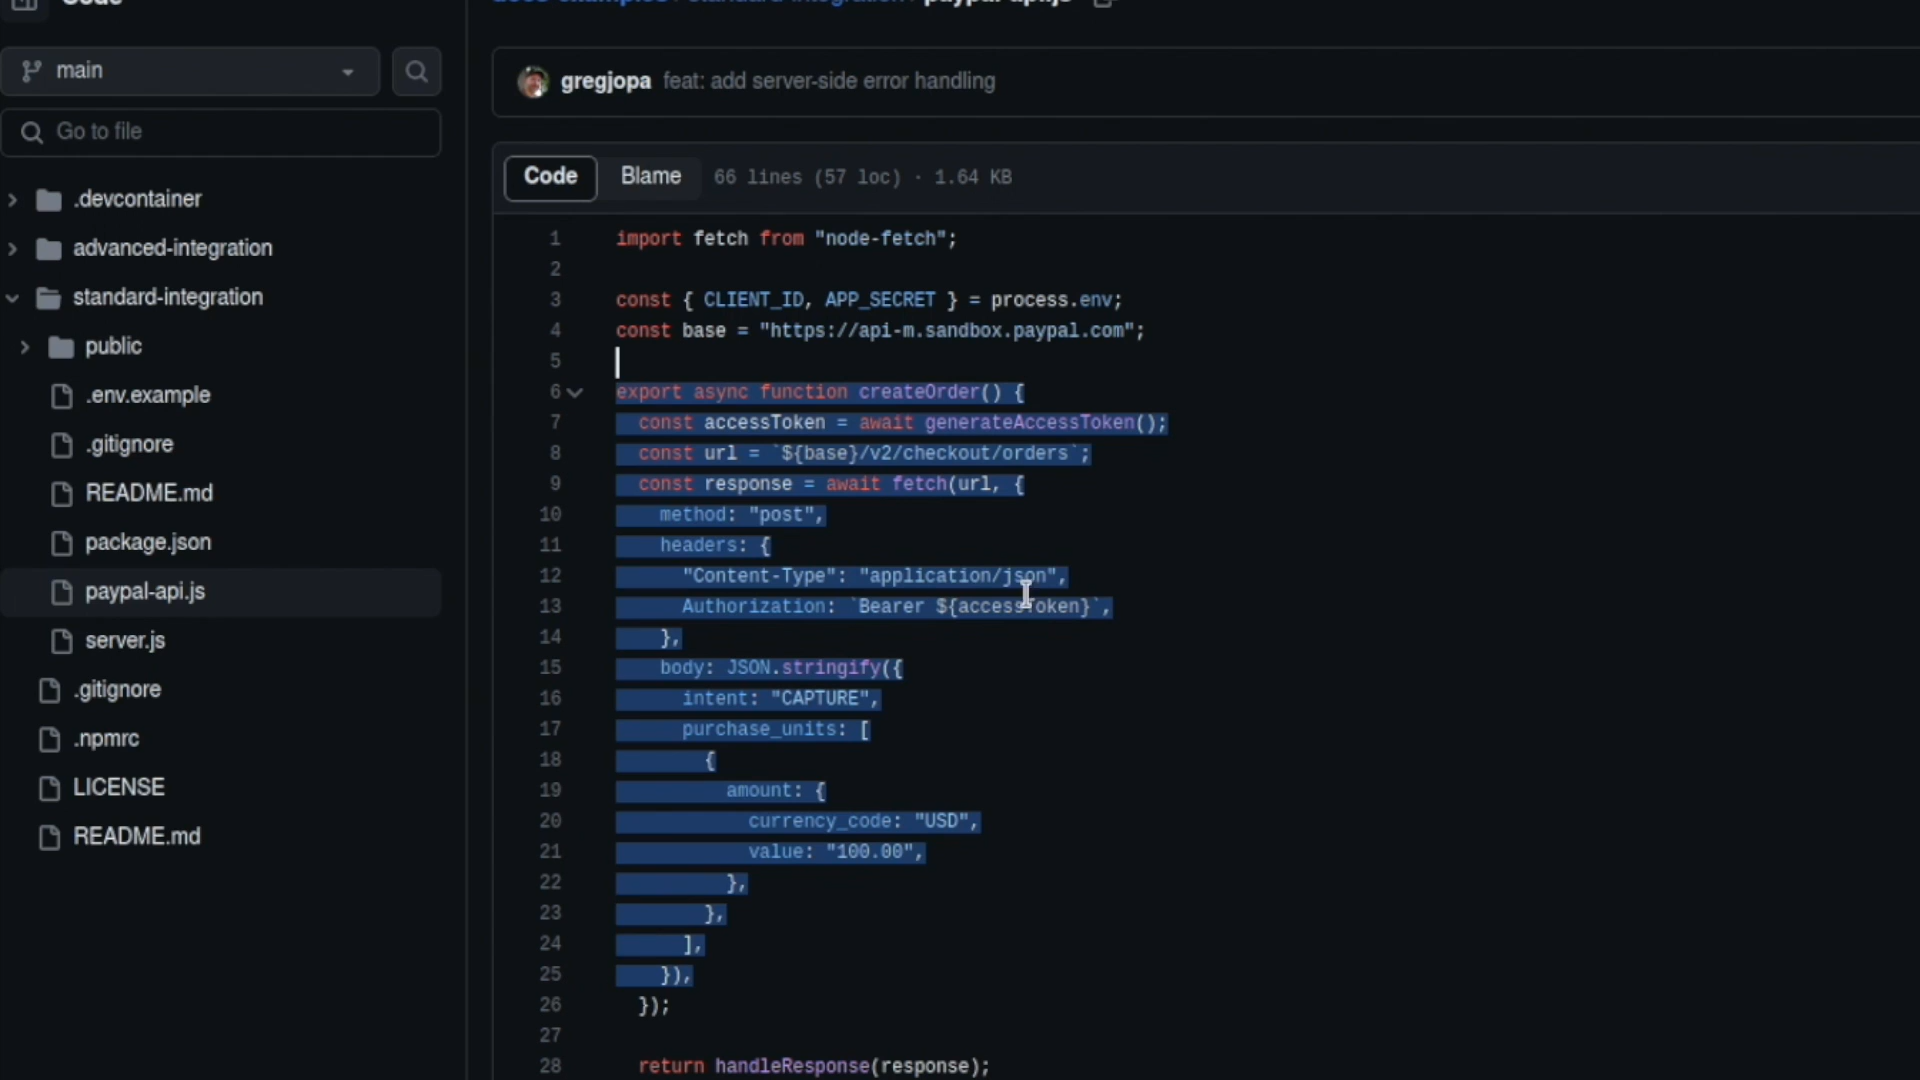 Code
main
Go to file
.devcontainer
advanced-integration
standard-integration
public
.env.example
.gitignore
README.md
package.json
paypal-api.js
server.js
.gitignore
.npmrc
LICENSE
README.md
gregjopa feat: add server-side error handling
Code Blame 66 lines (57 loc) · 1.64 KB
1 import fetch from "node-fetch";
2
3 const { CLIENT_ID, APP_SECRET } = process.env;
4 const base = "https://api-m.sandbox.paypal.com";
5
6 export async function createOrder() {
7 const accessToken = await generateAccessToken();
8 const url = `${base}/v2/checkout/orders`;
9 const response = await fetch(url, {
10 method: "post",
11 headers: {
12 "Content-Type": "application/json",
13 Authorization: `Bearer ${accessToken}`,
14 },
15 body: JSON.stringify({
16 intent: "CAPTURE",
17 purchase_units: [
18 {
19 amount: {
20 currency_code: "USD",
21 value: "100.00",
22 },
23 },
24 ],
25 }),
26 });
27
28 return handleResponse(response);